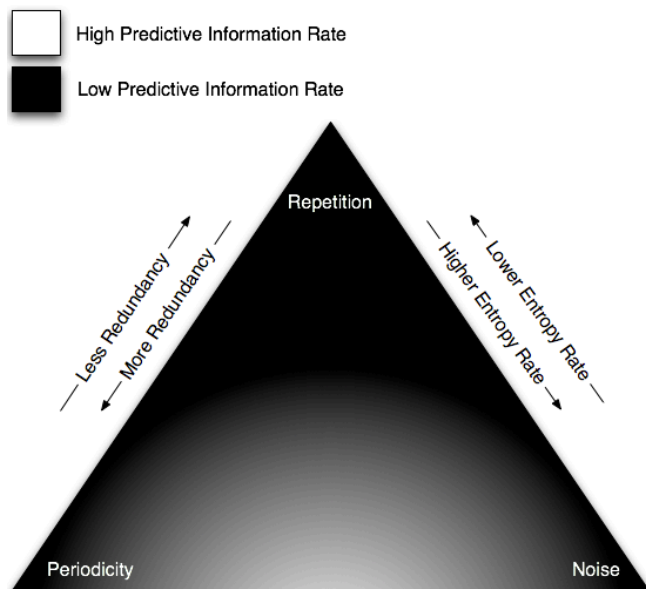 High Predictive Information Rate
Low Predictive Information Rate
Repetition
Less Redundancy
More Redundancy
Lower Entropy Rate
Higher Entropy Rate
Periodicity
Noise